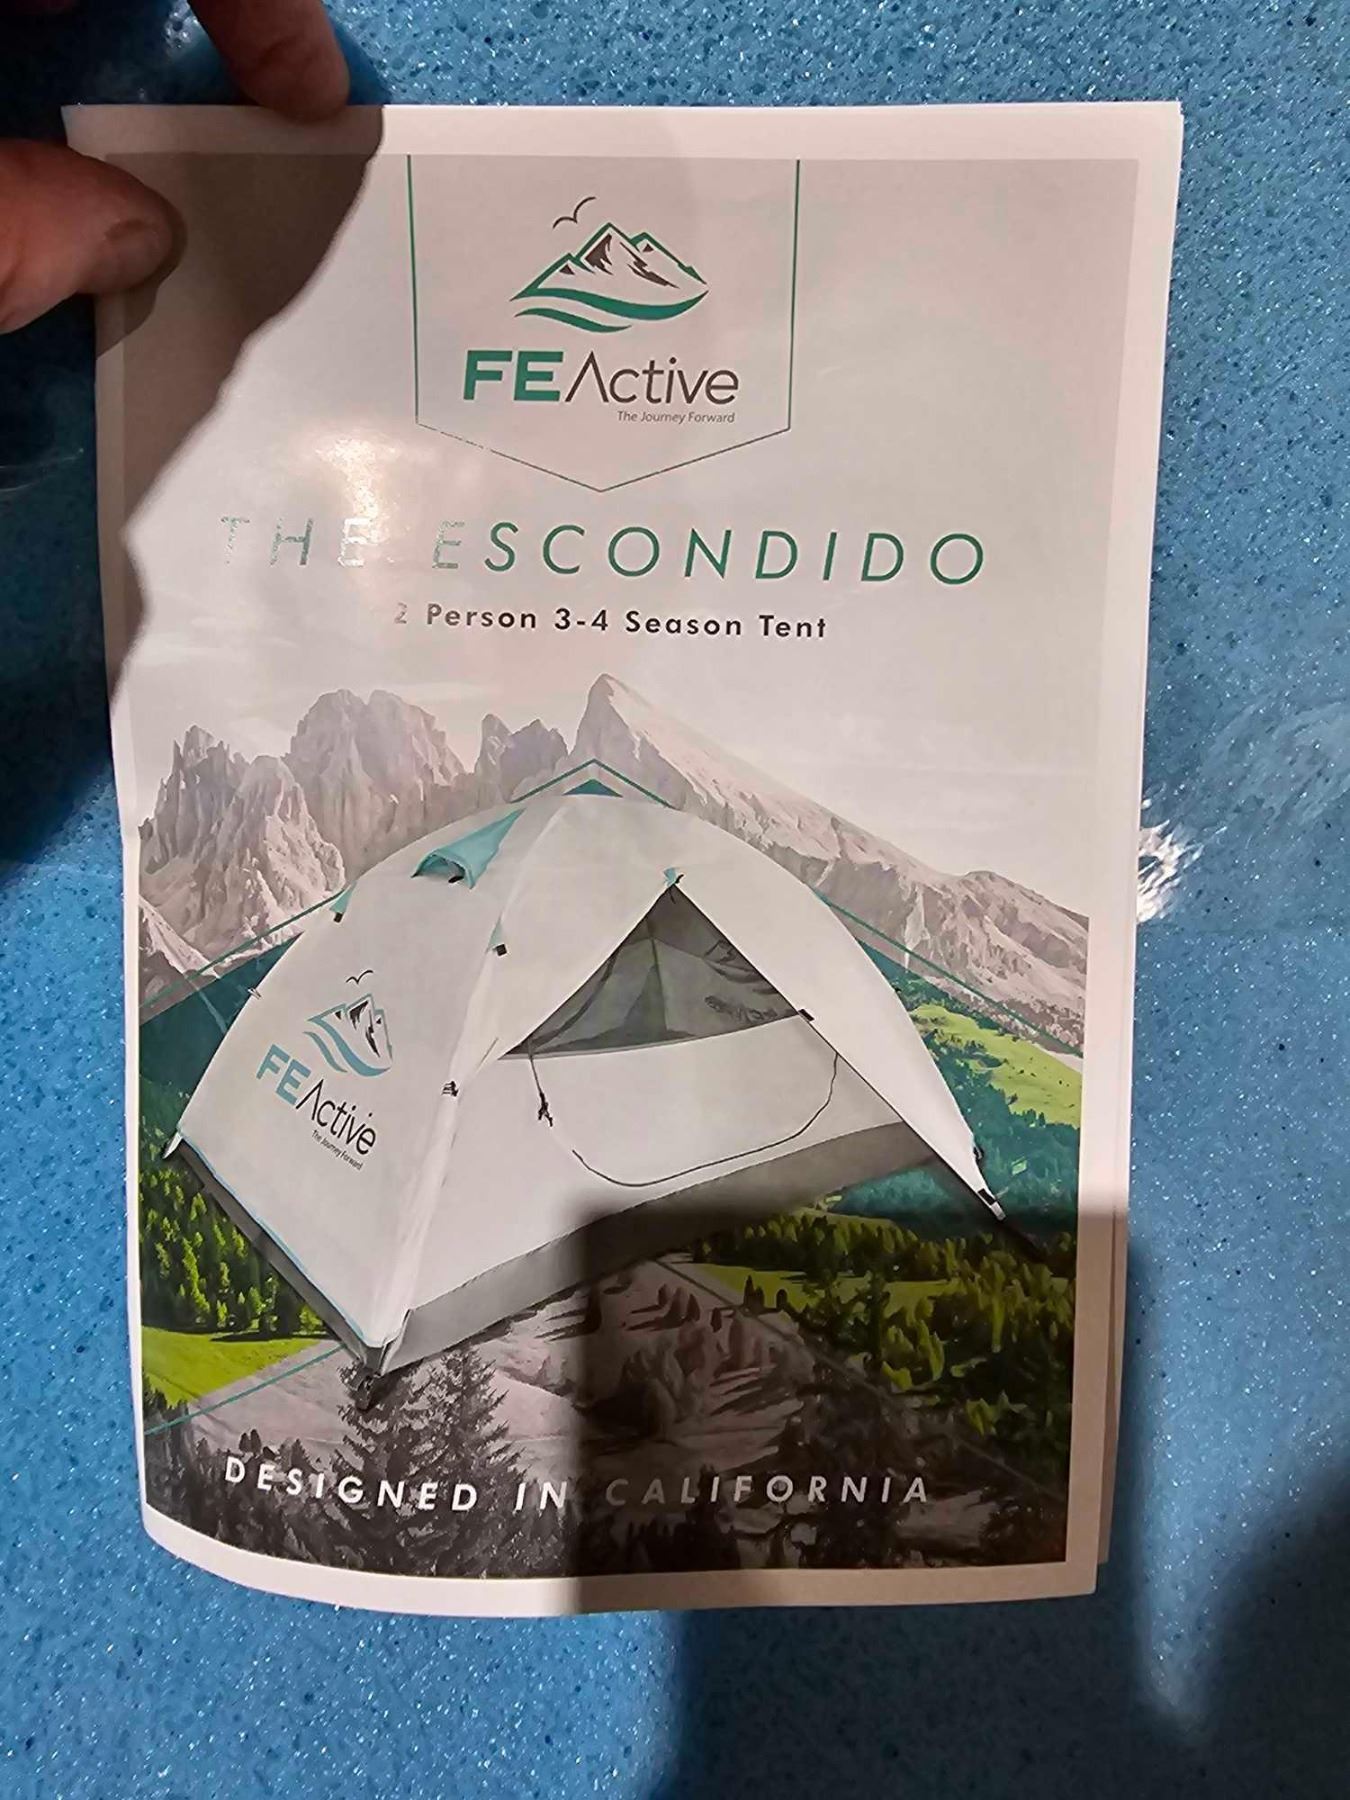 FEActive
The Journey Forward
THE ESCONDIDO
2 Person 3-4 Season Tent
FEActive
The Journey Forward
DESIGNED IN CALIFORNIA